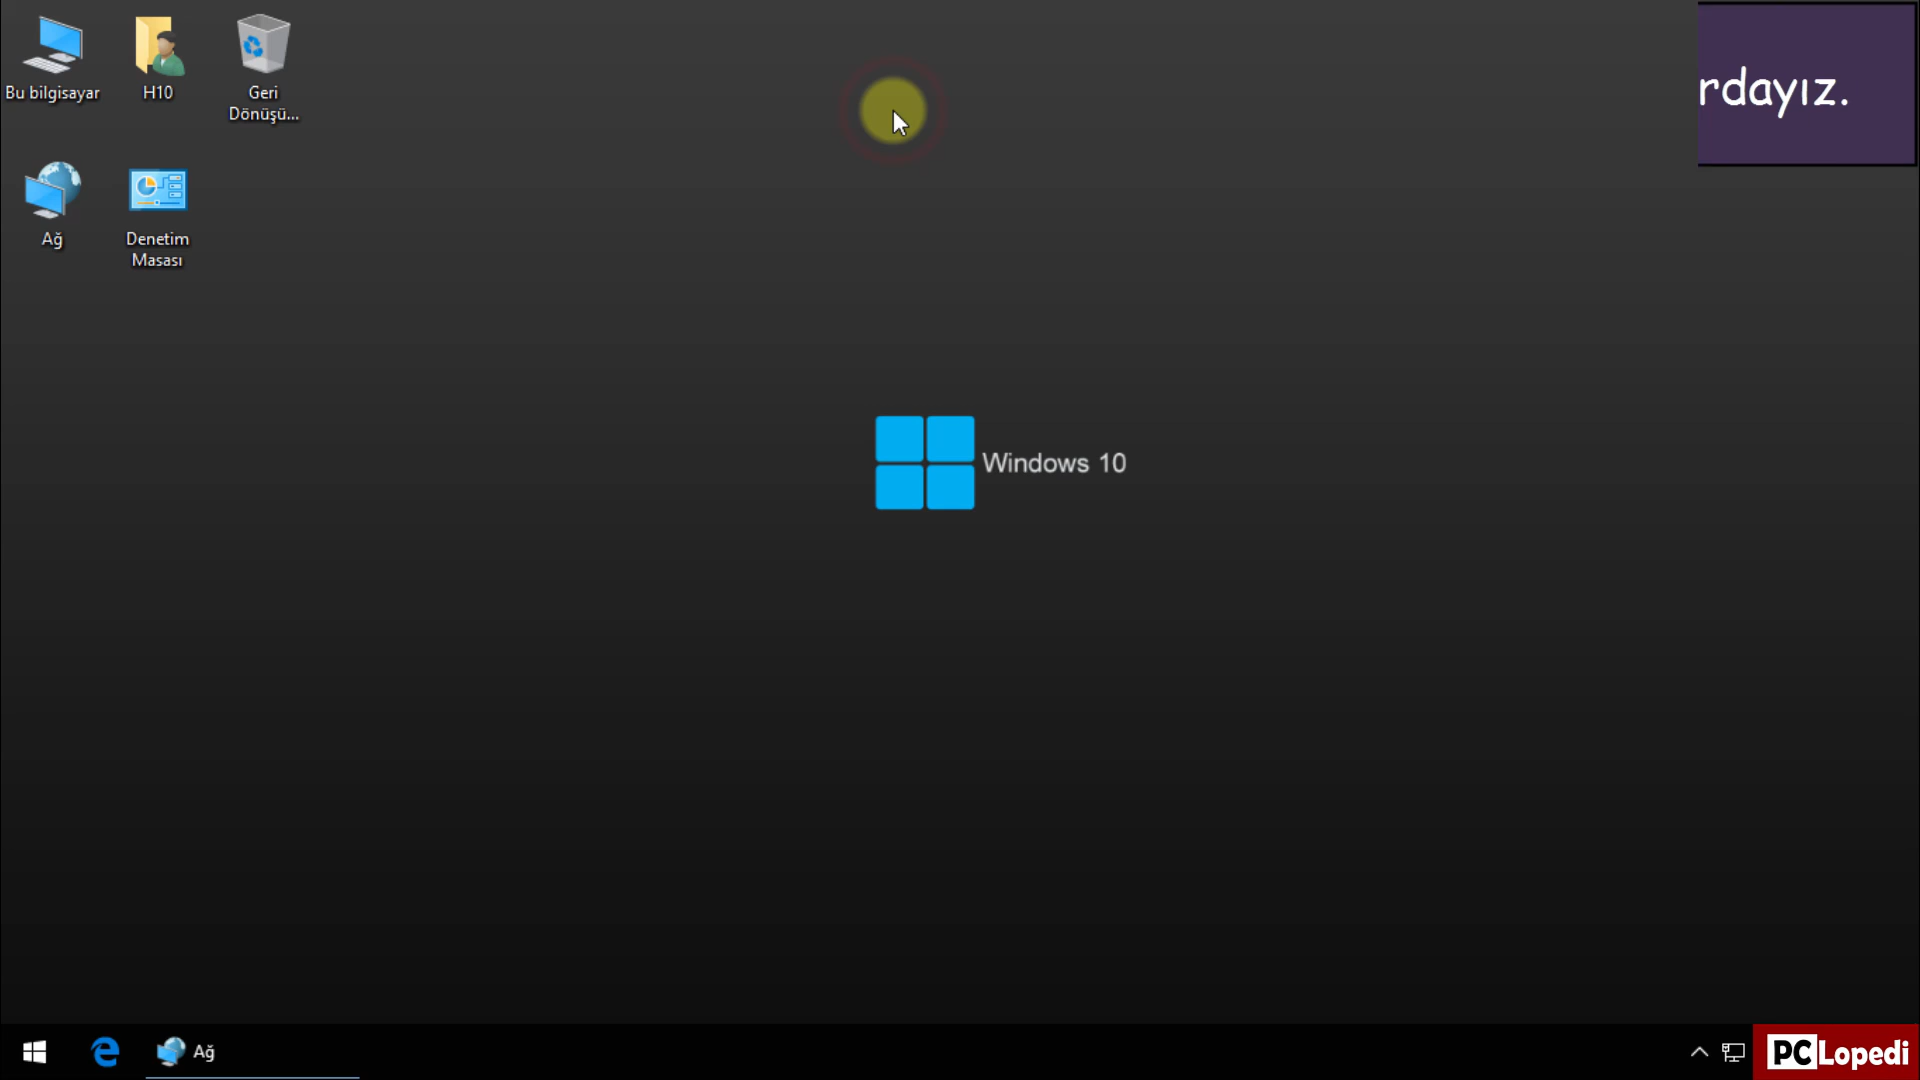 Bu bilgisayar
H10
Geri
Dönüşü...
rdayız.
Ağ
Denetim
Masası
Windows 10
Ağ
PCLopedi